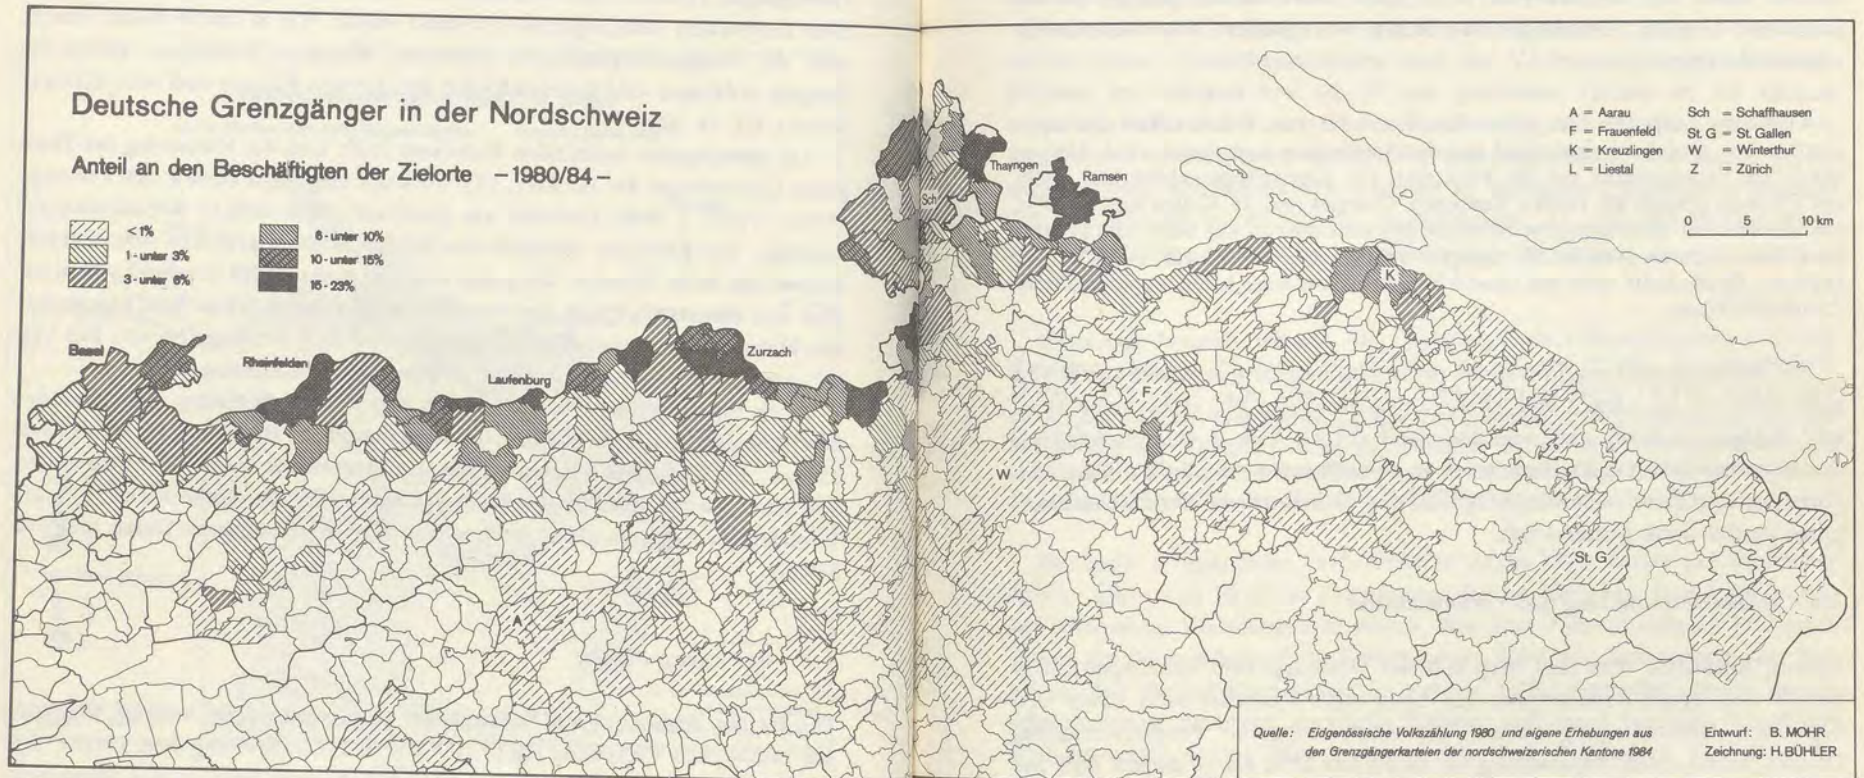 Deutsche Grenzgänger in der Nordschweiz
Anteil an den Beschäftigten der Zielorte -1980/84-
<1%
1 - unter 3%
3 - unter 6%
6 - unter 10%
10 - unter 15%
15 - 23%
A = Aarau
F = Frauenfeld
K = Kreuzlingen
L = Liestal
Sch = Schaffhausen
St. G = St. Gallen
W = Winterthur
Z = Zürich
0 5 10 km
Thayngen
Ramsen
Sch
K
Basel
Rheinfelden
Laufenburg
Zurzach
F
L
W
St. G
A
Quelle: Eidgenössische Volkszählung 1980 und eigene Erhebungen aus
den Grenzgängerkarteien der nordschweizerischen Kantone 1984
Entwurf: B. MOHR
Zeichnung: H. BÜHLER